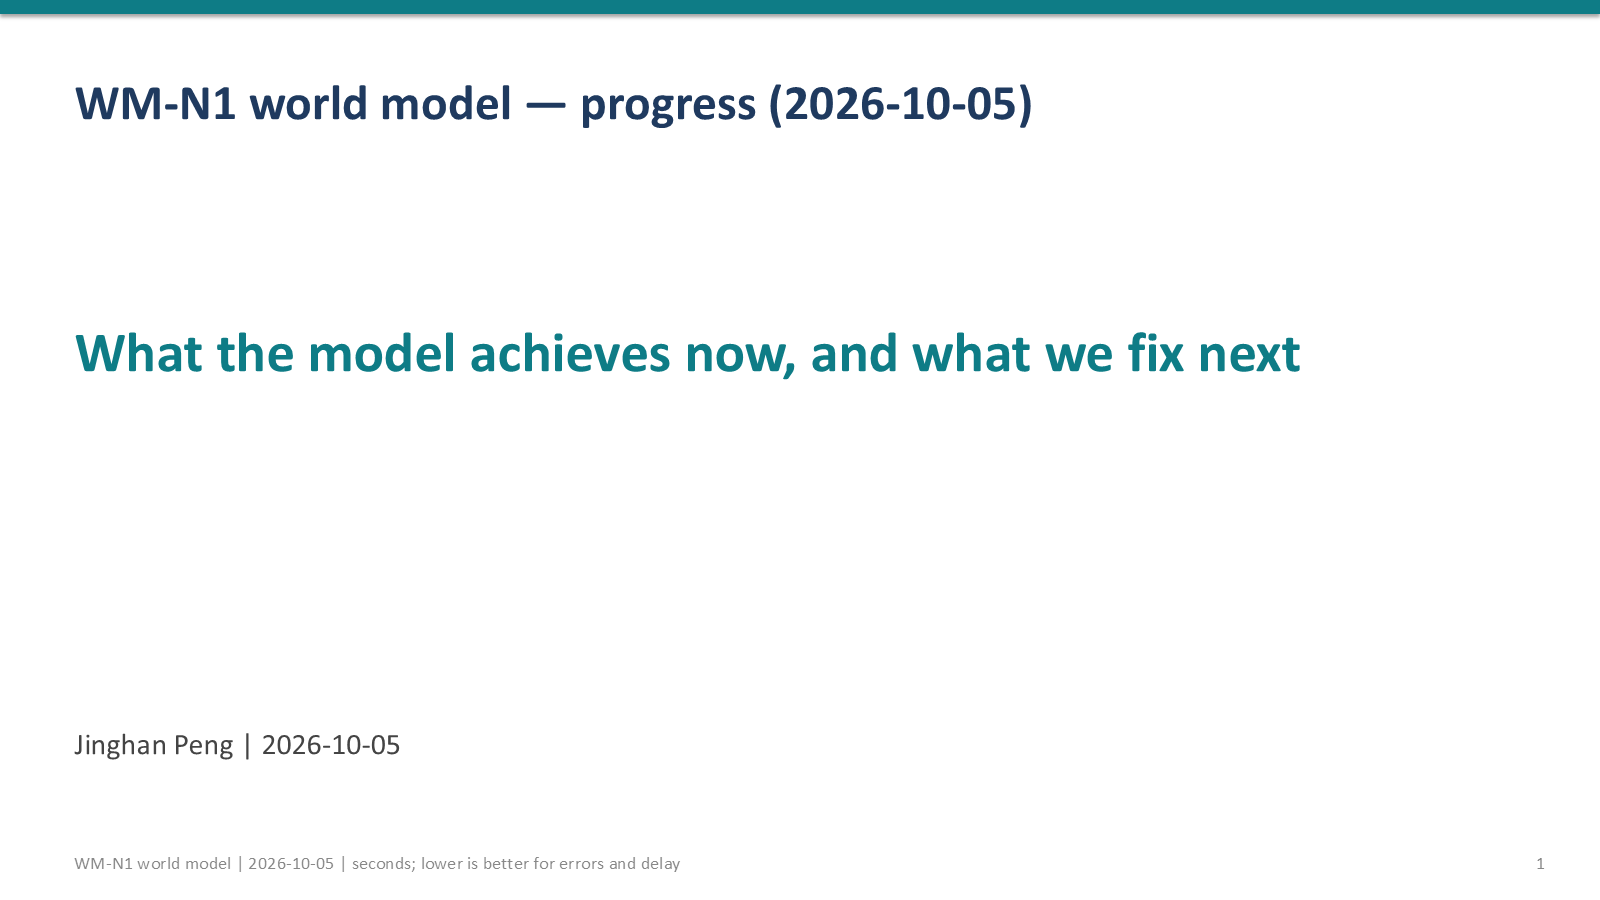 WM-N1 world model — progress (2026-10-05)
What the model achieves now, and what we fix next
Jinghan Peng | 2026-10-05
WM-N1 world model | 2026-10-05 | seconds; lower is better for errors and delay
1